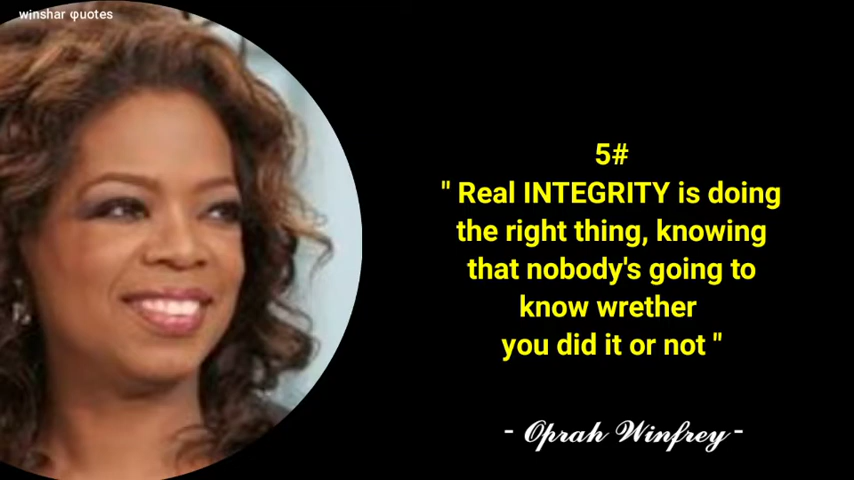 winshar quotes
5#
" Real INTEGRITY is doing
the right thing, knowing
that nobody's going to
know wrether
you did it or not "
- Oprah Winfrey -